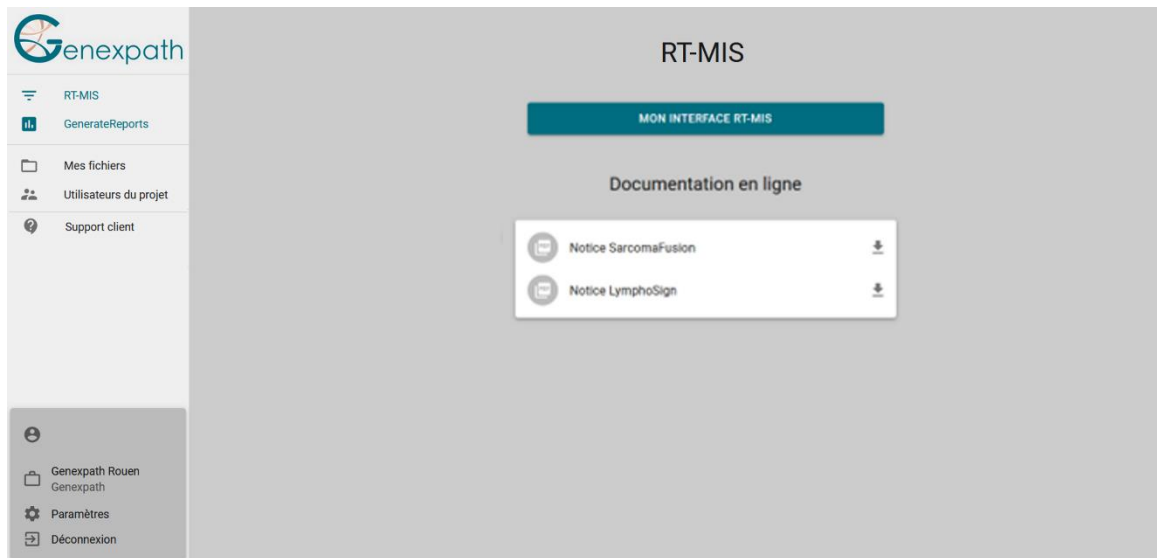 Genexpath
RT-MIS
GenerateReports
Mes fichiers
Utilisateurs du projet
Support client
Genexpath Rouen
Genexpath
Paramètres
Déconnexion
RT-MIS
MON INTERFACE RT-MIS
Documentation en ligne
Notice SarcomaFusion
Notice LymphoSign